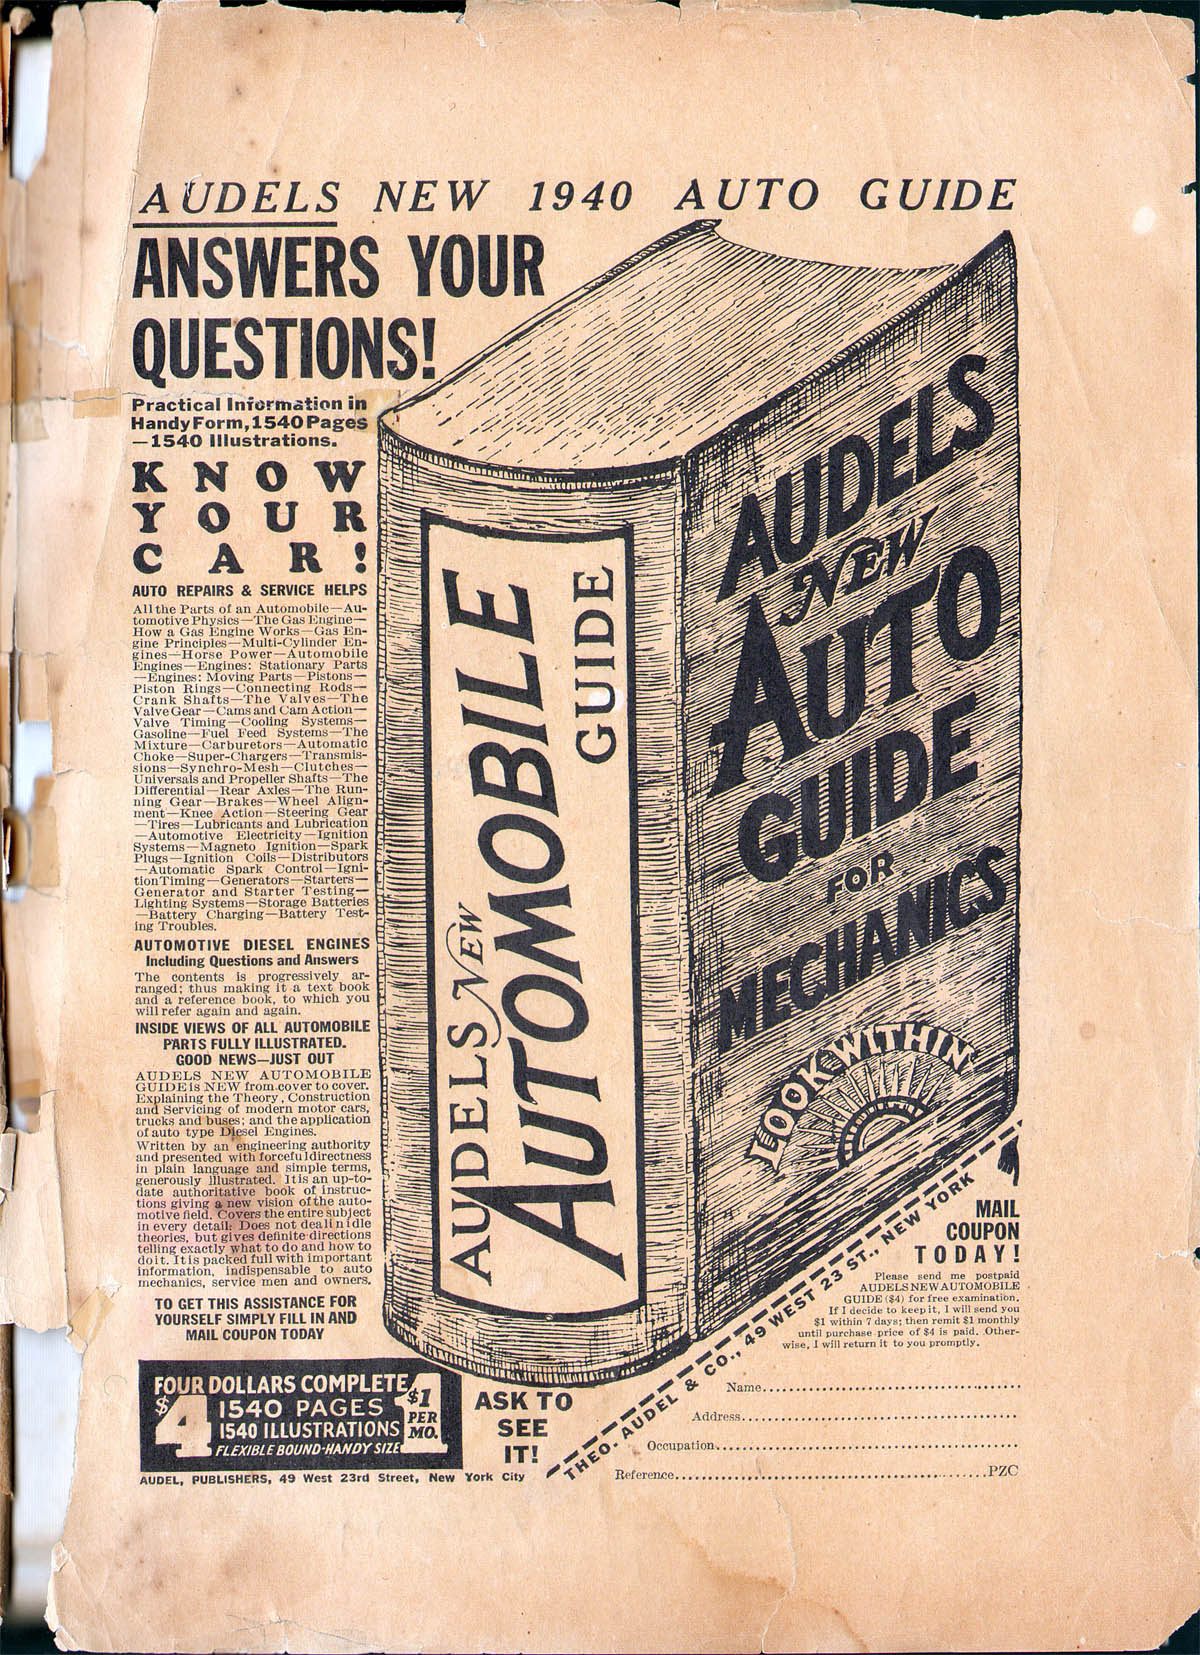 AUDELS NEW 1940 AUTO GUIDE
ANSWERS YOUR
QUESTIONS!
Practical Information in
Handy Form, 1540 Pages
—1540 Illustrations.
KNOW
YOUR
CAR!
AUTO REPAIRS & SERVICE HELPS
All the Parts of an Automobile—Au-
tomotive Physics—The Gas Engine—
How a Gas Engine Works—Gas En-
gine Principles—Multi-Cylinder En-
gines—Horse Power—Automobile
Engines—Engines: Stationary Parts
—Engines: Moving Parts—Pistons—
Piston Rings—Connecting Rods—
Crank Shafts—The Valves—The
Valve Gear—Cams and Cam Action—
Valve Timing—Cooling Systems—
Gasoline—Fuel Feed Systems—The
Mixture—Carburetors—Automatic
Choke—Super-Chargers—Transmis-
sions—Synchro-Mesh—Clutches—
Universals and Propeller Shafts—The
Differential—Rear Axles—The Run-
ning Gear—Brakes—Wheel Align-
ment—Knee Action—Steering Gear
—Tires—Lubricants and Lubrication
—Automotive Electricity—Ignition
Systems—Magneto Ignition—Spark
Plugs—Ignition Coils—Distributors
—Automatic Spark Control—Igni-
tion Timing—Generators—Starters—
Generator and Starter Testing—
Lighting Systems—Storage Batteries
—Battery Charging—Battery Test-
ing Troubles.
AUTOMOTIVE DIESEL ENGINES
Including Questions and Answers
The contents is progressively ar-
ranged; thus making it a text book
and a reference book, to which you
will refer again and again.
INSIDE VIEWS OF ALL AUTOMOBILE
PARTS FULLY ILLUSTRATED.
GOOD NEWS—JUST OUT
AUDELS NEW AUTOMOBILE
GUIDE is NEW from cover to cover.
Explaining the Theory, Construction
and Servicing of modern motor cars,
trucks and buses; and the application
of auto type Diesel Engines.
Written by an engineering authority
and presented with forceful directness
in plain language and simple terms,
generously illustrated. It is an up-to-
date authoritative book of instruc-
tions giving a new vision of the auto-
motive field. Covers the entire subject
in every detail: Does not deal in idle
theories, but gives definite directions
telling exactly what to do and how to
do it. It is packed full with important
information, indispensable to auto
mechanics, service men and owners.
TO GET THIS ASSISTANCE FOR
YOURSELF SIMPLY FILL IN AND
MAIL COUPON TODAY
FOUR DOLLARS COMPLETE
$4 1540 PAGES
1540 ILLUSTRATIONS
FLEXIBLE BOUND-HANDY SIZE
$1
PER
MO.
1
AUDEL, PUBLISHERS, 49 West 23rd Street, New York City
ASK TO
SEE
IT!
AUDELS NEW
AUTOMOBILE
GUIDE
AUDELS
NEW
AUTO
GUIDE
FOR
MECHANICS
LOOK WITHIN
THEO. AUDEL & CO., 49 WEST 23 ST., NEW YORK
MAIL
COUPON
TODAY!
Please send me postpaid
AUDELS NEW AUTOMOBILE
GUIDE ($4) for free examination.
If I decide to keep it, I will send you
$1 within 7 days; then remit $1 monthly
until purchase price of $4 is paid. Other-
wise, I will return it to you promptly.
Name
Address
Occupation
Reference PZC